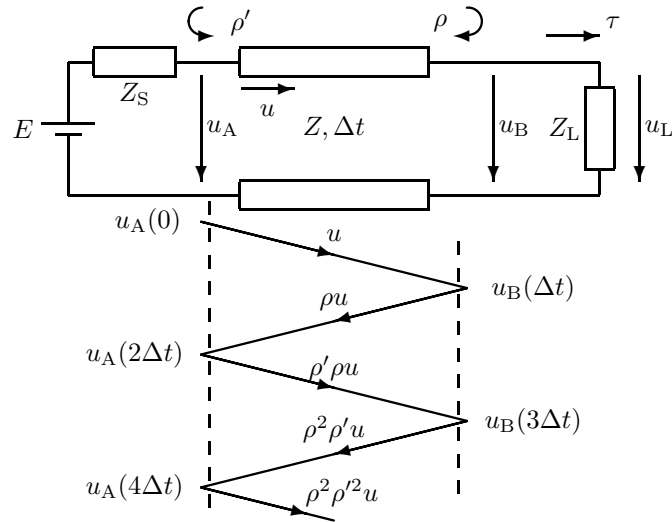 ρ′ ρ τ
Z_S u Z, Δt
E u_A u_B Z_L u_L
u_A(0)
u
u_B(Δt)
ρu
u_A(2Δt)
ρ′ρu
u_B(3Δt)
ρ²ρ′u
u_A(4Δt)
ρ²ρ′²u